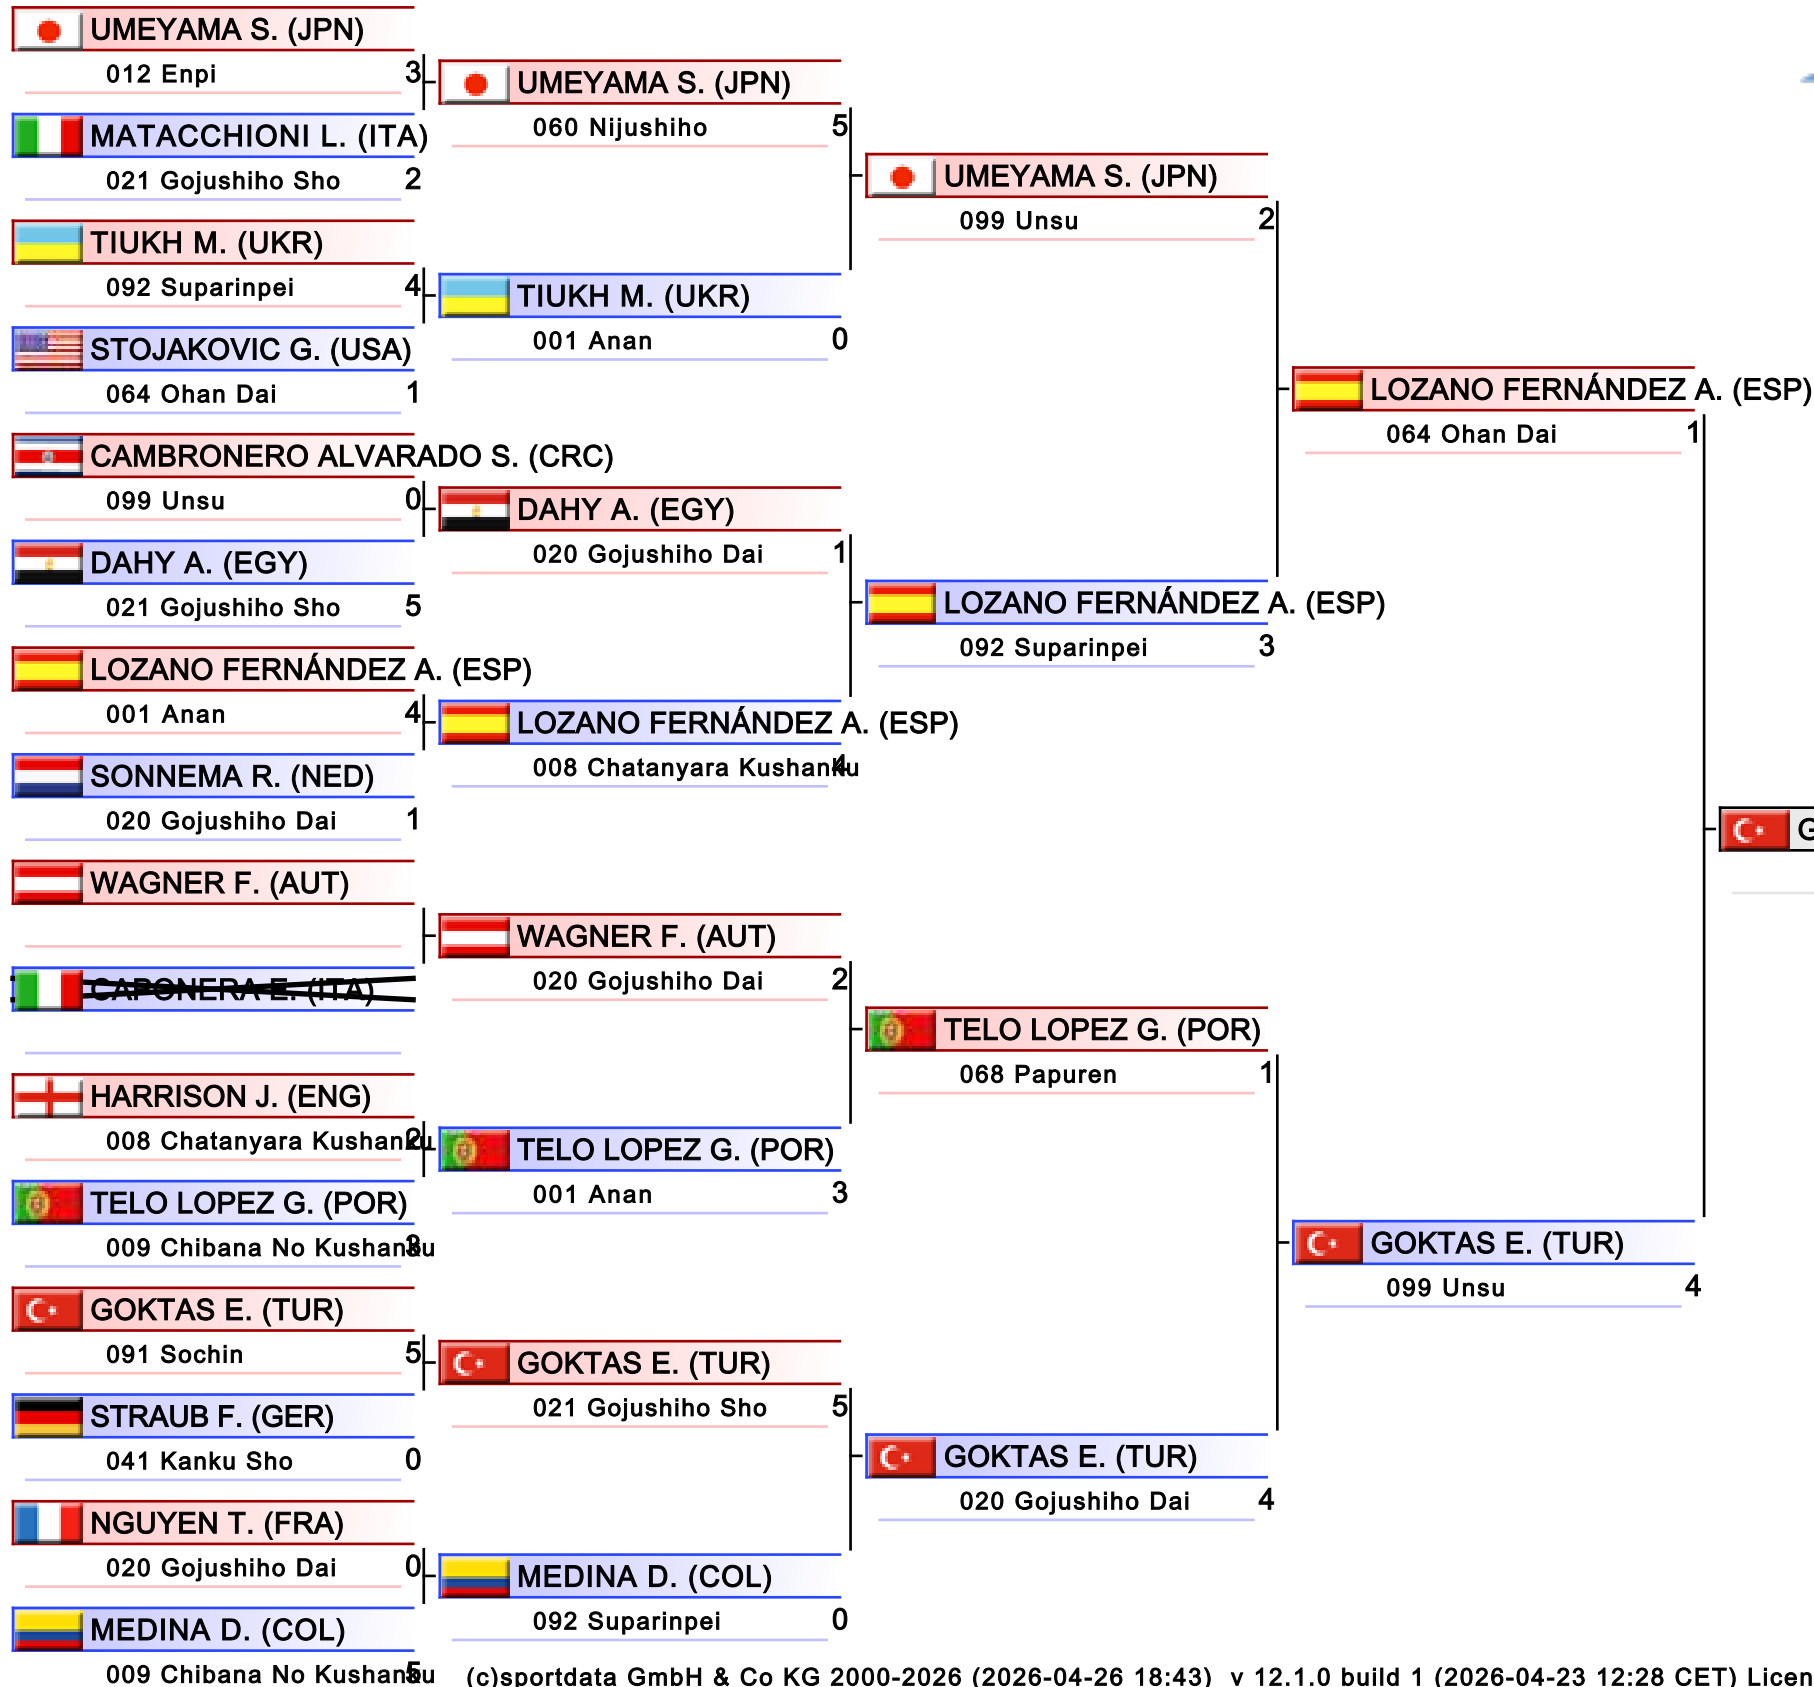 UMEYAMA S. (JPN)
012 Enpi 3
MATACCHIONI L. (ITA)
021 Gojushiho Sho 2
TIUKH M. (UKR)
092 Suparinpei 4
STOJAKOVIC G. (USA)
064 Ohan Dai 1
CAMBRONERO ALVARADO S. (CRC)
099 Unsu 0
DAHY A. (EGY)
021 Gojushiho Sho 5
LOZANO FERNÁNDEZ A. (ESP)
001 Anan 4
SONNEMA R. (NED)
020 Gojushiho Dai 1
WAGNER F. (AUT)
CAPONERA E. (ITA)
HARRISON J. (ENG)
008 Chatanyara Kushanku 2
TELO LOPEZ G. (POR)
009 Chibana No Kushanku 3
GOKTAS E. (TUR)
091 Sochin 5
STRAUB F. (GER)
041 Kanku Sho 0
NGUYEN T. (FRA)
020 Gojushiho Dai 0
MEDINA D. (COL)
009 Chibana No Kushanku 5
UMEYAMA S. (JPN)
060 Nijushiho 5
TIUKH M. (UKR)
001 Anan 0
DAHY A. (EGY)
020 Gojushiho Dai 1
LOZANO FERNÁNDEZ A. (ESP)
008 Chatanyara Kushanku 4
WAGNER F. (AUT)
020 Gojushiho Dai 2
TELO LOPEZ G. (POR)
001 Anan 3
GOKTAS E. (TUR)
021 Gojushiho Sho 5
MEDINA D. (COL)
092 Suparinpei 0
UMEYAMA S. (JPN)
099 Unsu 2
LOZANO FERNÁNDEZ A. (ESP)
092 Suparinpei 3
TELO LOPEZ G. (POR)
068 Papuren 1
GOKTAS E. (TUR)
020 Gojushiho Dai 4
LOZANO FERNÁNDEZ A. (ESP)
064 Ohan Dai 1
GOKTAS E. (TUR)
099 Unsu 4
G
(c)sportdata GmbH & Co KG 2000-2026 (2026-04-26 18:43) v 12.1.0 build 1 (2026-04-23 12:28 CET) Licen